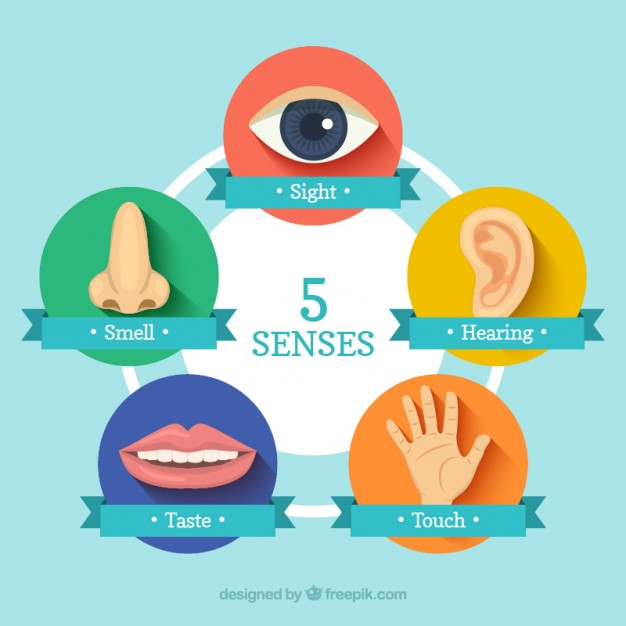 • Sight •
• Smell •
• Hearing •
5
SENSES
• Taste •
• Touch •
designed by freepik.com